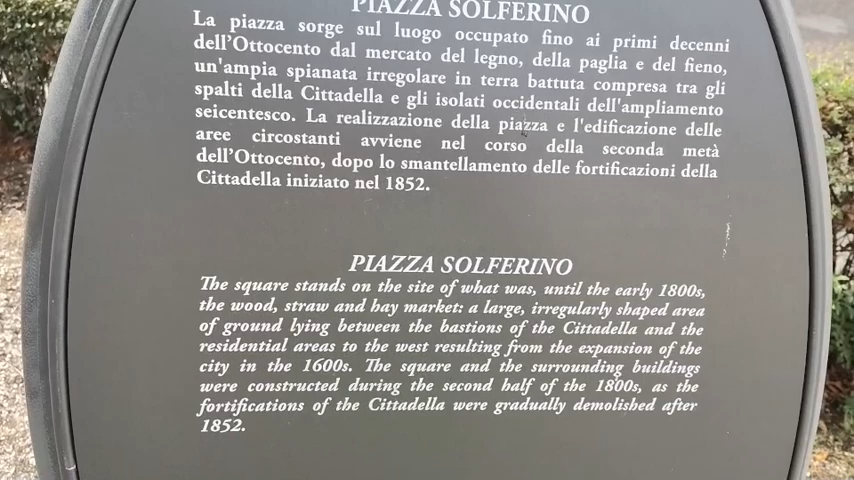 PIAZZA SOLFERINO
La piazza sorge sul luogo occupato fino ai primi decenni
dell'Ottocento dal mercato del legno, della paglia e del fieno,
un'ampia spianata irregolare in terra battuta compresa tra gli
spalti della Cittadella e gli isolati occidentali dell'ampliamento
seicentesco. La realizzazione della piazza e l'edificazione delle
aree circostanti avviene nel corso della seconda metà
dell'Ottocento, dopo lo smantellamento delle fortificazioni della
Cittadella iniziato nel 1852.
PIAZZA SOLFERINO
The square stands on the site of what was, until the early 1800s,
the wood, straw and hay market: a large, irregularly shaped area
of ground lying between the bastions of the Cittadella and the
residential areas to the west resulting from the expansion of the
city in the 1600s. The square and the surrounding buildings
were constructed during the second half of the 1800s, as the
fortifications of the Cittadella were gradually demolished after
1852.